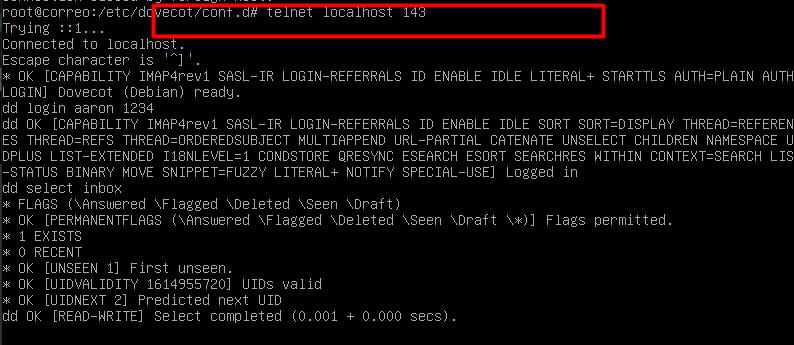 root@correo:/etc/dovecot/conf.d# telnet localhost 143
Trying ::1...
Connected to localhost.
Escape character is '^]'.
* OK [CAPABILITY IMAP4rev1 SASL-IR LOGIN-REFERRALS ID ENABLE IDLE LITERAL+ STARTTLS AUTH=PLAIN AUTH
LOGIN] Dovecot (Debian) ready.
dd login aaron 1234
dd OK [CAPABILITY IMAP4rev1 SASL-IR LOGIN-REFERRALS ID ENABLE IDLE SORT SORT=DISPLAY THREAD=REFEREN
ES THREAD=REFS THREAD=ORDEREDSUBJECT MULTIAPPEND URL-PARTIAL CATENATE UNSELECT CHILDREN NAMESPACE U
DPLUS LIST-EXTENDED I18NLEVEL=1 CONDSTORE QRESYNC ESEARCH ESORT SEARCHRES WITHIN CONTEXT=SEARCH LIS
-STATUS BINARY MOVE SNIPPET=FUZZY LITERAL+ NOTIFY SPECIAL-USE] Logged in
dd select inbox
* FLAGS (\Answered \Flagged \Deleted \Seen \Draft)
* OK [PERMANENTFLAGS (\Answered \Flagged \Deleted \Seen \Draft \*)] Flags permitted.
* 1 EXISTS
* 0 RECENT
* OK [UNSEEN 1] First unseen.
* OK [UIDVALIDITY 1614955720] UIDs valid
* OK [UIDNEXT 2] Predicted next UID
dd OK [READ-WRITE] Select completed (0.001 + 0.000 secs).